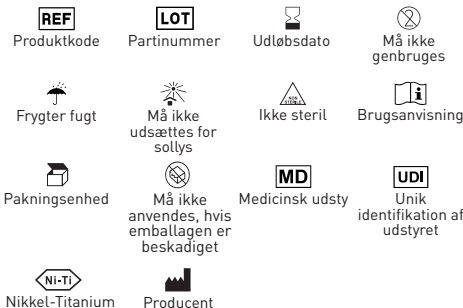 REF
LOT
2
Produktkode
Partinummer
Udløbsdato
Må ikke
genbruges
NON
STERILE
i
Frygter fugt
Må ikke
udsættes for
sollys
Ikke steril
Brugsanvisning
MD
UDI
Pakningsenhed
Må ikke
anvendes, hvis
emballagen er
beskadiget
Medicinsk udsty
Unik
identifikation af
udstyret
Ni-Ti
Nikkel-Titanium
Producent